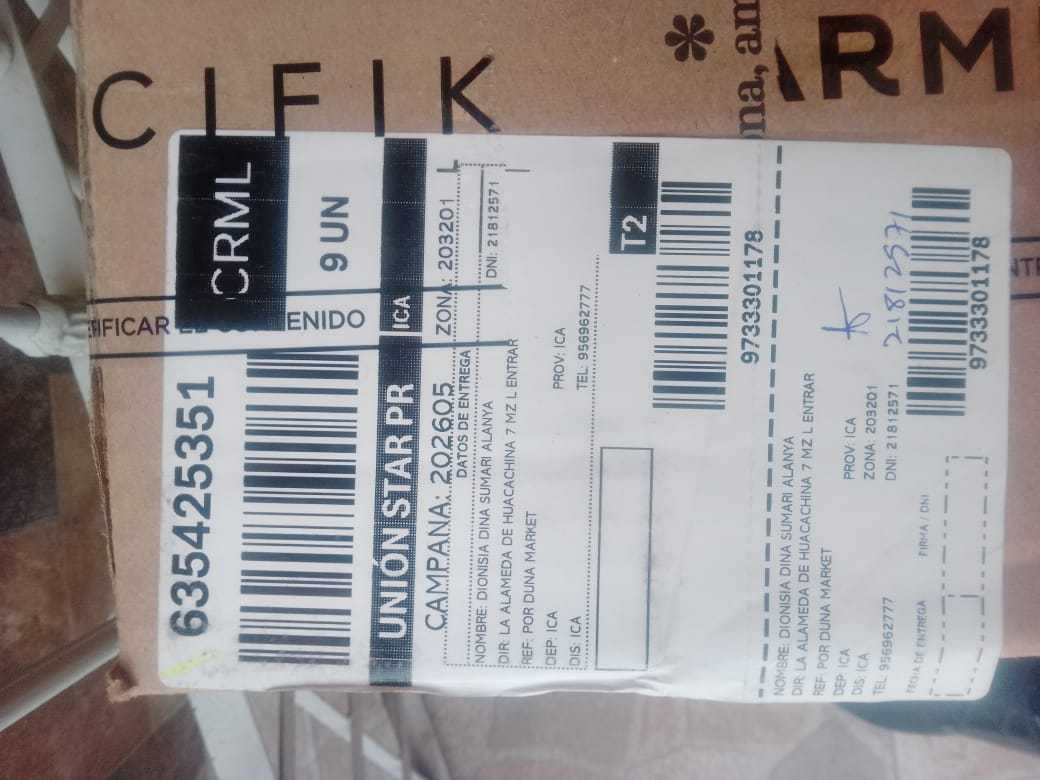 CIFIK
* ARM
ona, am
635425351
CRML
9 UN
UNIÓN STAR PR
ICA
CAMPANA: 202605
ZONA: 203201
DATOS DE ENTREGA
NOMBRE: DIONISIA DINA SUMARI ALANYA
DNI: 21812571
DIR: LA ALAMEDA DE HUACACHINA 7 MZ L ENTRAR
REF: POR DUNA MARKET
DEP: ICA
PROV: ICA
DIS: ICA
TEL: 956962777
T2
9733301178
NOMBRE: DIONISIA DINA SUMARI ALANYA
DIR: LA ALAMEDA DE HUACACHINA 7 MZ L ENTRAR
REF: POR DUNA MARKET
DEP: ICA
PROV: ICA
DIS: ICA
ZONA: 203201
TEL: 956962777
DNI: 21812571
21812571
FECHA DE ENTREGA
FIRMA / DNI
9733301178
ENIDO